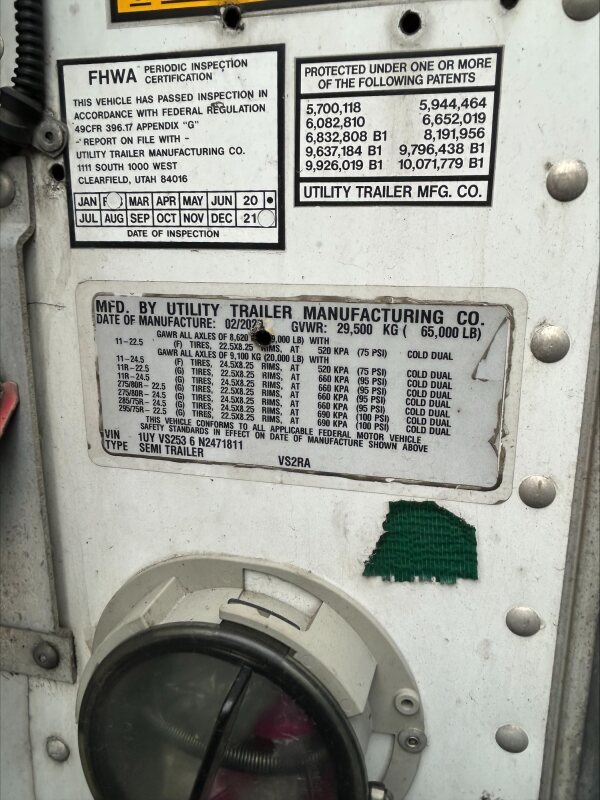 FHWA PERIODIC INSPECTION
CERTIFICATION
THIS VEHICLE HAS PASSED INSPECTION IN
ACCORDANCE WITH FEDERAL REGULATION
49CFR 396.17 APPENDIX "G"
- REPORT ON FILE WITH -
UTILITY TRAILER MANUFACTURING CO.
1111 SOUTH 1000 WEST
CLEARFIELD, UTAH 84016
JAN MAR APR MAY JUN 20
JUL AUG SEP OCT NOV DEC 21
DATE OF INSPECTION
PROTECTED UNDER ONE OR MORE
OF THE FOLLOWING PATENTS
5,700,118 5,944,464
6,082,810 6,652,019
6,832,808 B1 8,191,956
9,637,184 B1 9,796,438 B1
9,926,019 B1 10,071,779 B1
UTILITY TRAILER MFG. CO.
MFD. BY UTILITY TRAILER MANUFACTURING CO.
DATE OF MANUFACTURE: GVWR: 29,500 KG ( 65,000 LB)
GAWR ALL AXLES OF 8,620 LB) WITH
11-22.5 (F) TIRES, 22.5X8.25 RIMS, AT 520 KPA (75 PSI) COLD DUAL
GAWR ALL AXLES OF 9,100 KG (20,000 LB) WITH
11-24.5 (F) TIRES, 24.5X8.25 RIMS, AT 520 KPA (75 PSI) COLD DUAL
11R-22.5 (G) TIRES, 22.5X8.25 RIMS, AT 660 KPA (95 PSI) COLD DUAL
11R-24.5 (G) TIRES, 24.5X8.25 RIMS, AT 660 KPA (95 PSI) COLD DUAL
275/80R-22.5 (G) TIRES, 22.5X8.25 RIMS, AT 660 KPA (95 PSI) COLD DUAL
275/80R-24.5 (G) TIRES, 24.5X8.25 RIMS, AT 660 KPA (95 PSI) COLD DUAL
285/75R-24.5 (G) TIRES, 24.5X8.25 RIMS, AT 690 KPA (100 PSI) COLD DUAL
295/75R-22.5 (G) TIRES, 22.5X8.25 RIMS, AT 690 KPA (100 PSI) COLD DUAL
THIS VEHICLE CONFORMS TO ALL APPLICABLE FEDERAL MOTOR VEHICLE
SAFETY STANDARDS IN EFFECT ON DATE OF MANUFACTURE SHOWN ABOVE
VIN 1UY VS253 6 N2471811
TYPE SEMI TRAILER VS2RA